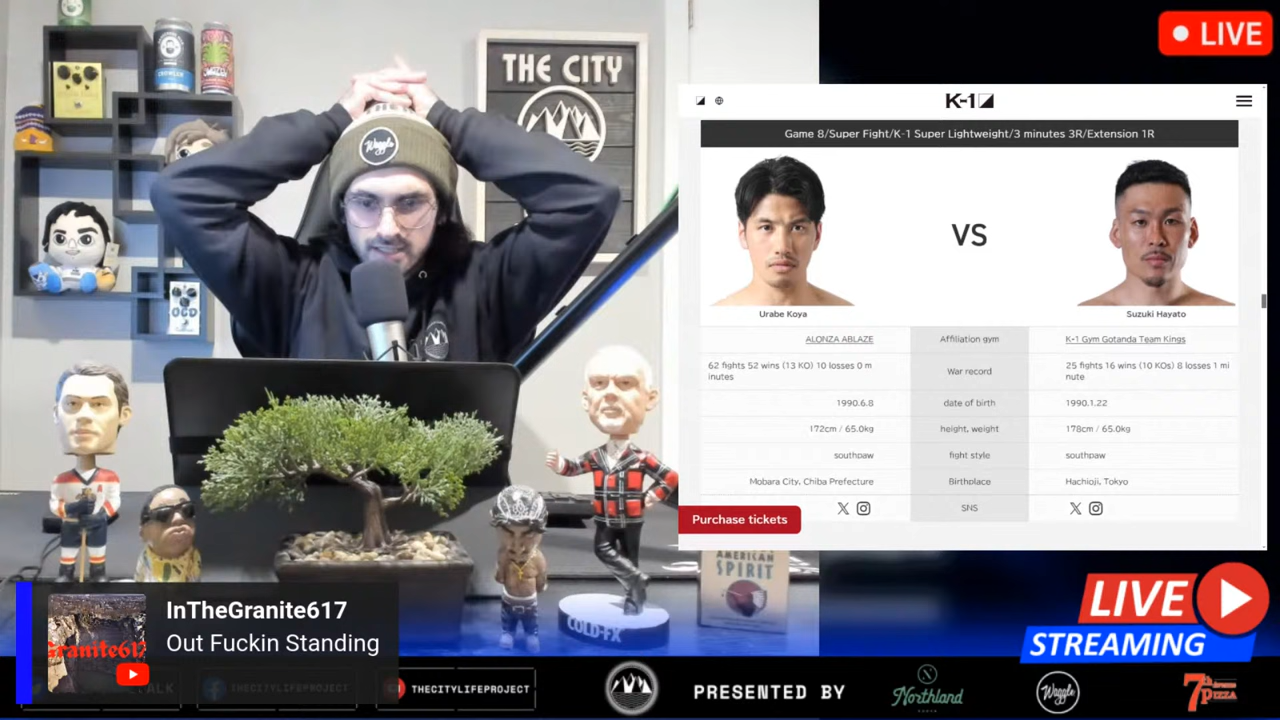 LIVE
THE CITY
Waggle
OCD
K-1
Game 8/Super Fight/K-1 Super Lightweight/3 minutes 3R/Extension 1R
VS
Urabe Koya
Suzuki Hayato
ALONZA ABLAZE
Affiliation gym
K-1 Gym Gotanda Team Kings
62 fights 52 wins (13 KO) 10 losses 0 m
inutes
War record
25 fights 16 wins (10 KOs) 8 losses 1 mi
nute
1990.6.8
date of birth
1990.1.22
172cm / 65.0kg
height, weight
178cm / 65.0kg
southpaw
fight style
southpaw
Mobara City, Chiba Prefecture
Birthplace
Hachioji, Tokyo
SNS
Purchase tickets
AMERICAN
SPIRIT
COLD-FX
InTheGranite617
Out Fuckin Standing
LIVE
STREAMING
THECITYLIFEPROJECT
THECITYLIFEPROJECT
PRESENTED BY
Northland
Waggle
7th
PIZZA